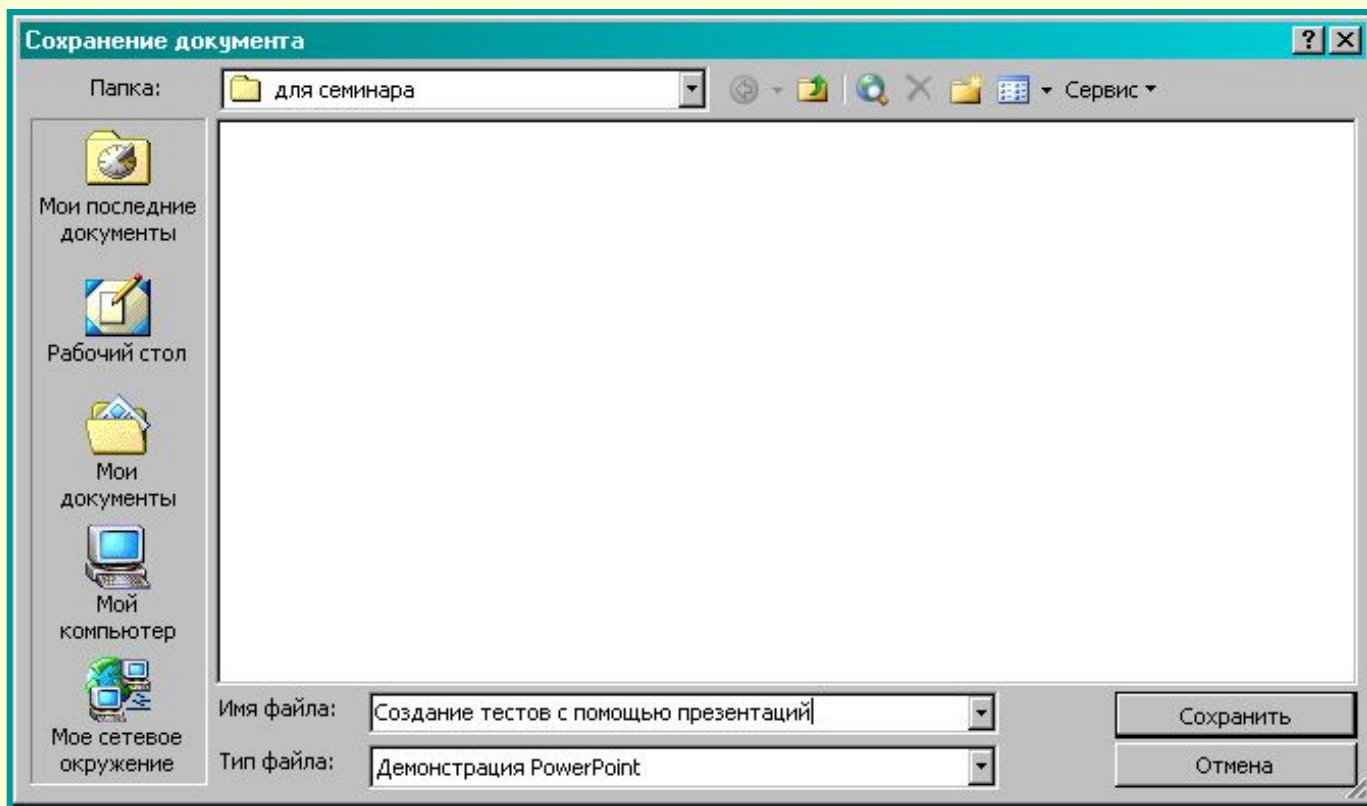 Сохранение документа
Папка:
для семинара
Сервис
Мои последние
документы
Рабочий стол
Мои
документы
Мой
компьютер
Мое сетевое
окружение
Имя файла:
Создание тестов с помощью презентаций
Сохранить
Тип файла:
Демонстрация PowerPoint
Отмена